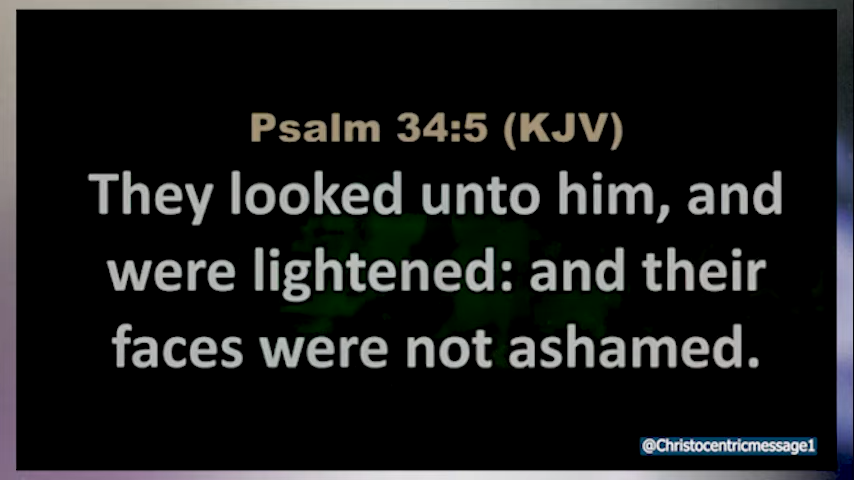 Psalm 34:5 (KJV)
They looked unto him, and
were lightened: and their
faces were not ashamed.
@Christocentricmessage1